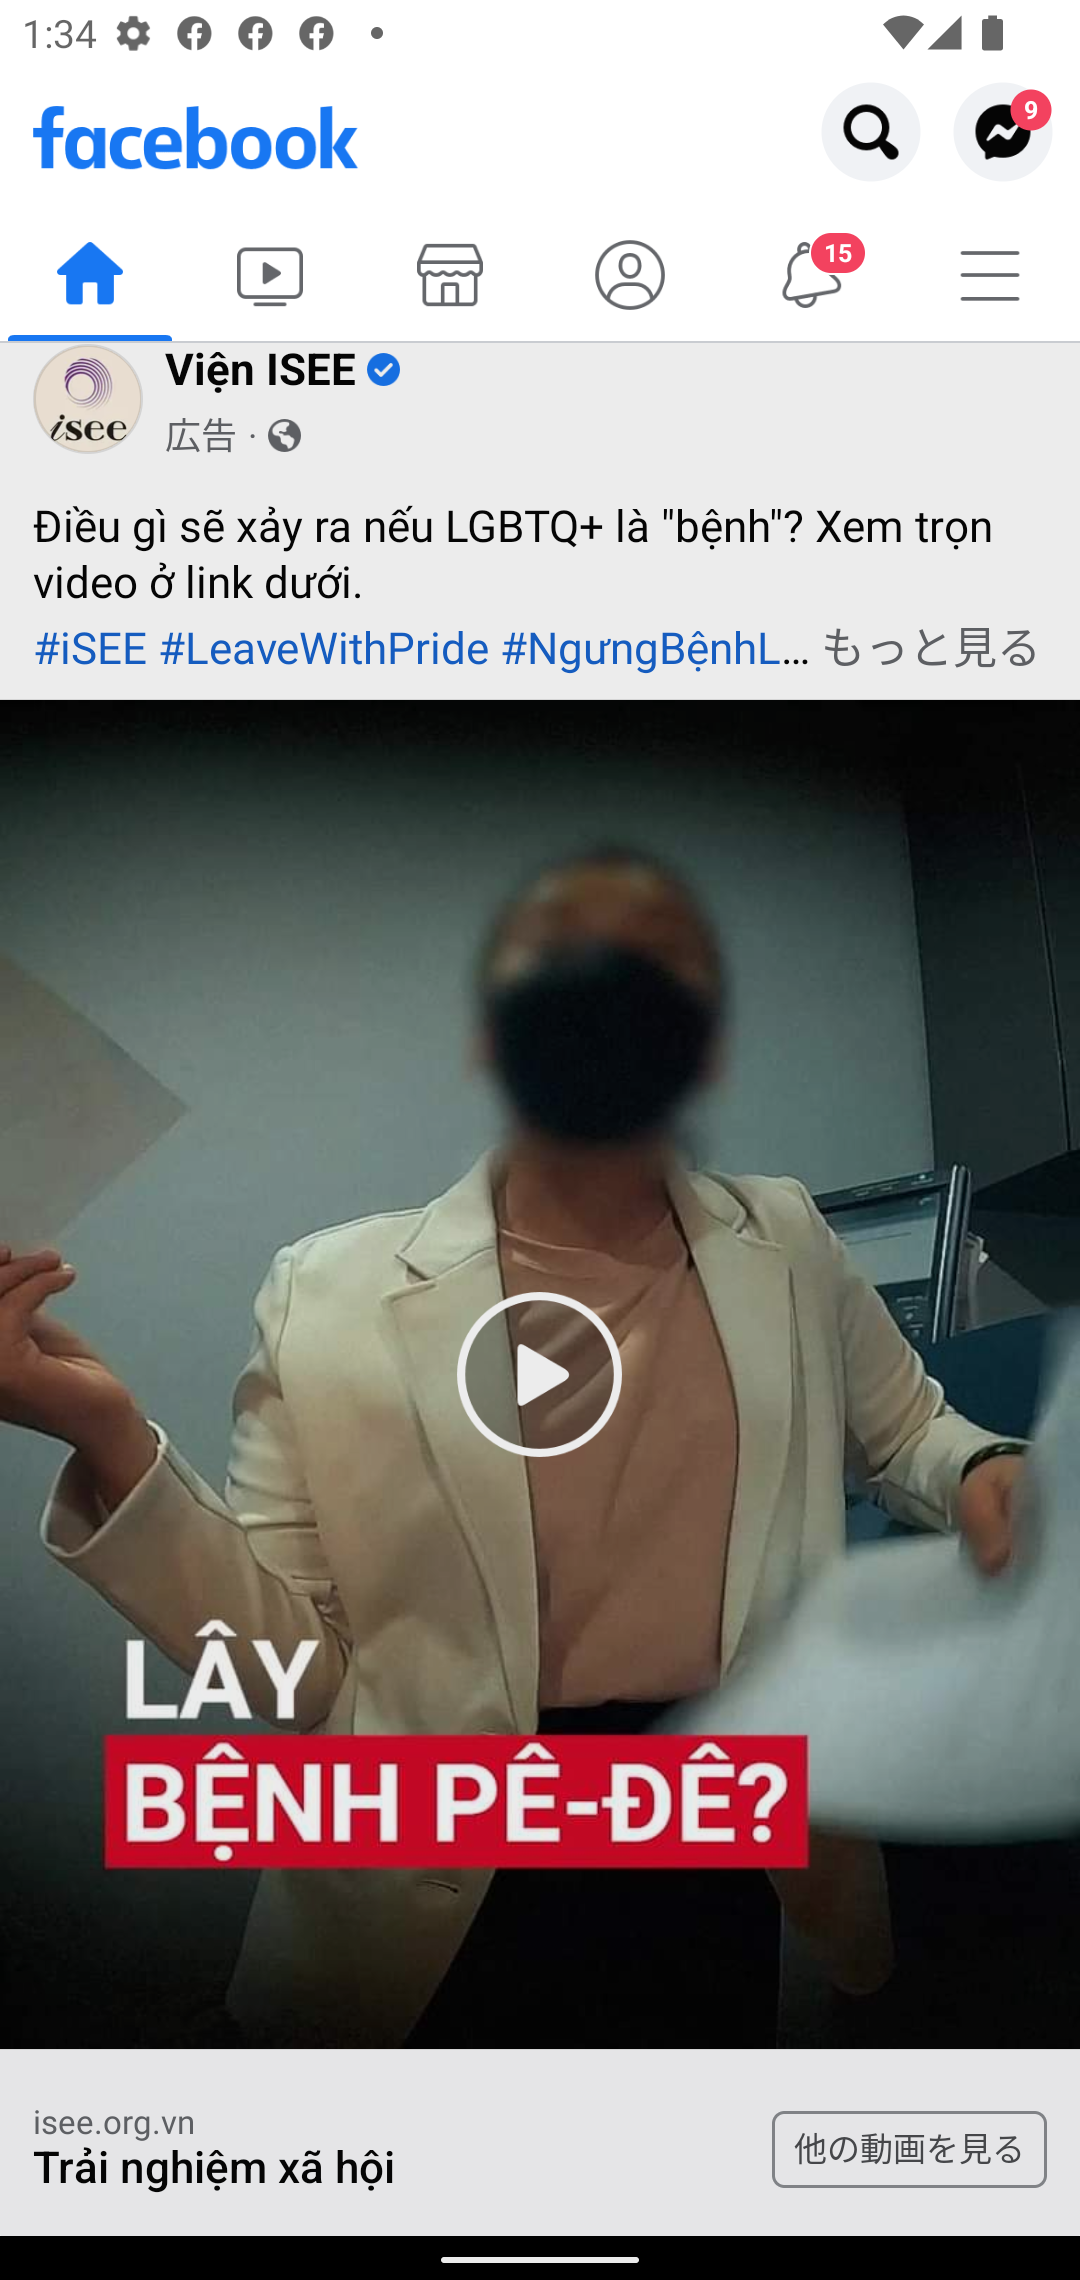 1:34
facebook
9
15
isee
Viện ISEE
広告 ·
Điều gì sẽ xảy ra nếu LGBTQ+ là "bệnh"? Xem trọn
video ở link dưới.
#iSEE #LeaveWithPride #NgưngBệnhL... もっと見る
LÂY
BỆNH PÊ-ĐÊ?
isee.org.vn
Trải nghiệm xã hội
他の動画を見る